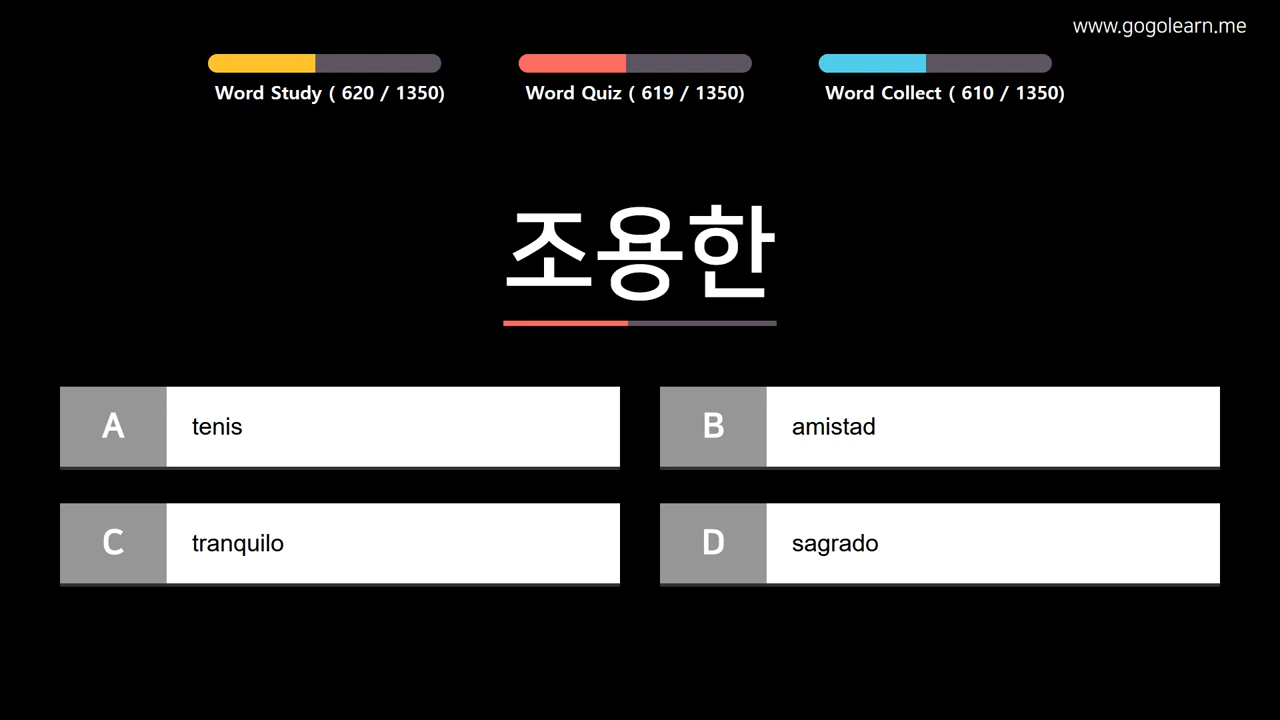 www.gogolearn.me
Word Study ( 620 / 1350)
Word Quiz ( 619 / 1350)
Word Collect ( 610 / 1350)
조용한
A tenis
B amistad
C tranquilo
D sagrado